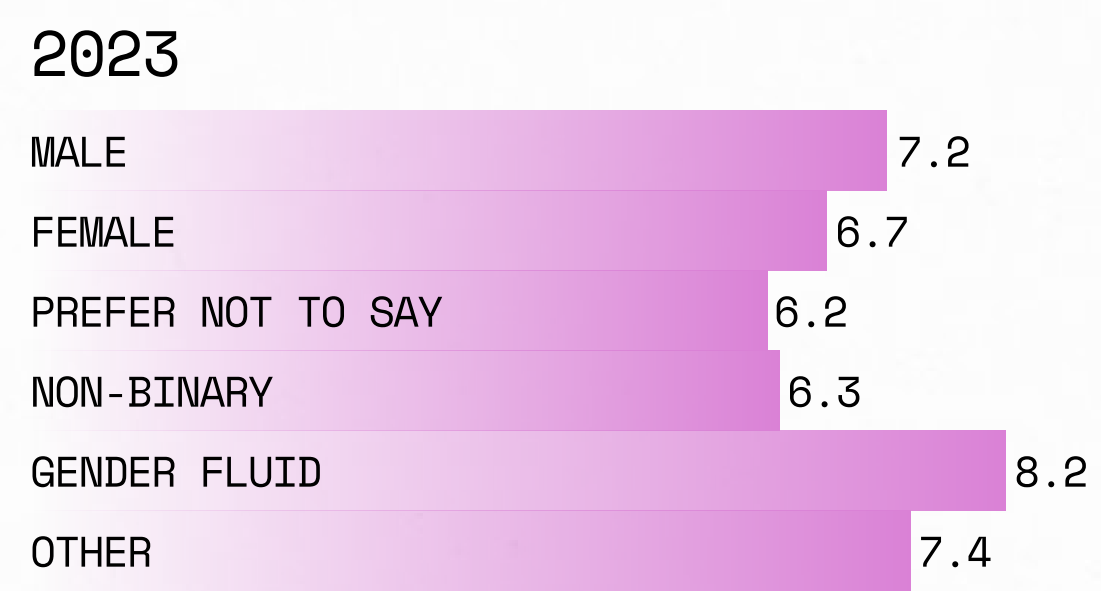 2023
MALE 7.2
FEMALE 6.7
PREFER NOT TO SAY 6.2
NON-BINARY 6.3
GENDER FLUID 8.2
OTHER 7.4